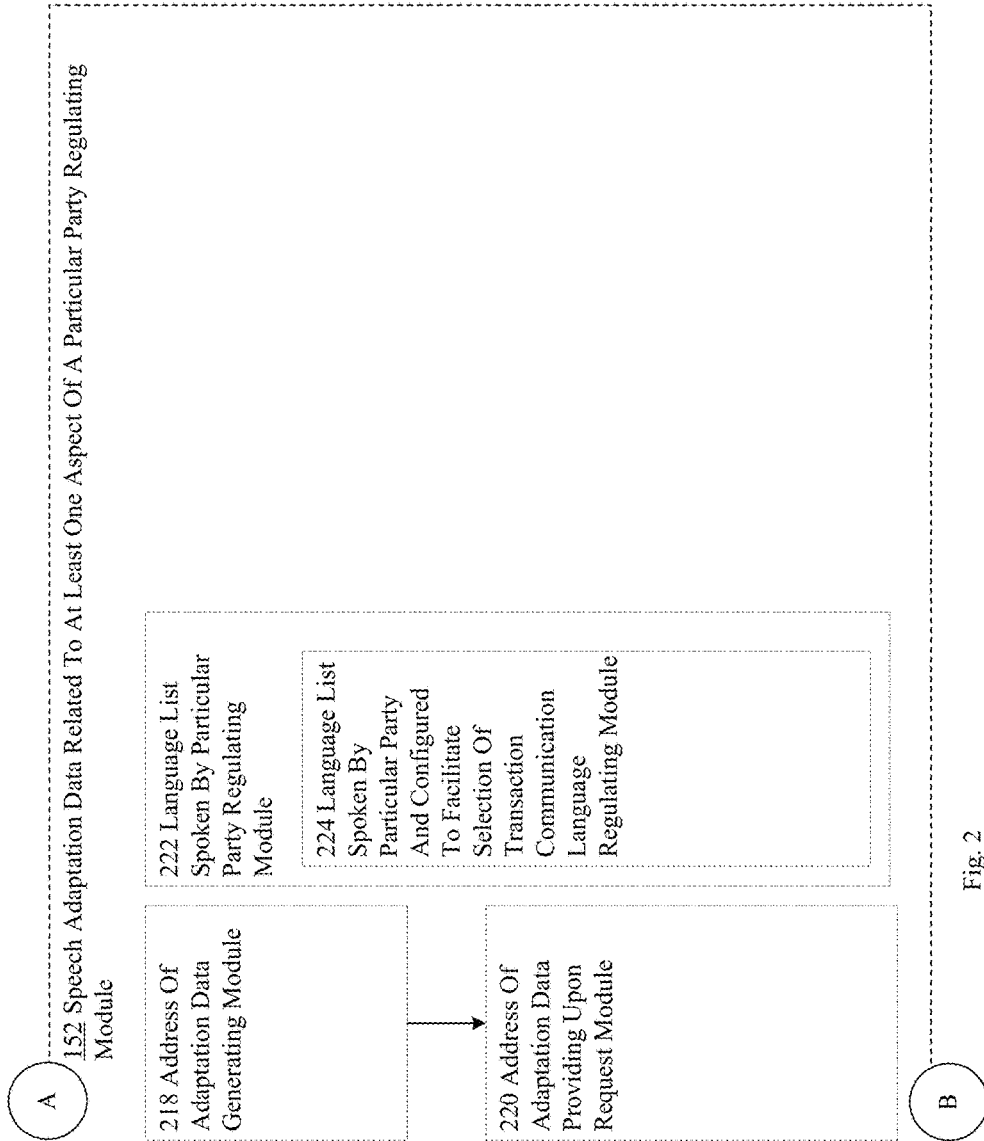 A
152 Speech Adaptation Data Related To At Least One Aspect Of A Particular Party Regulating
Module
218 Address Of
Adaptation Data
Generating Module
220 Address Of
Adaptation Data
Providing Upon
Request Module
222 Language List
Spoken By Particular
Party Regulating
Module
224 Language List
Spoken By
Particular Party
And Configured
To Facilitate
Selection Of
Transaction
Communication
Language
Regulating Module
B
Fig. 2